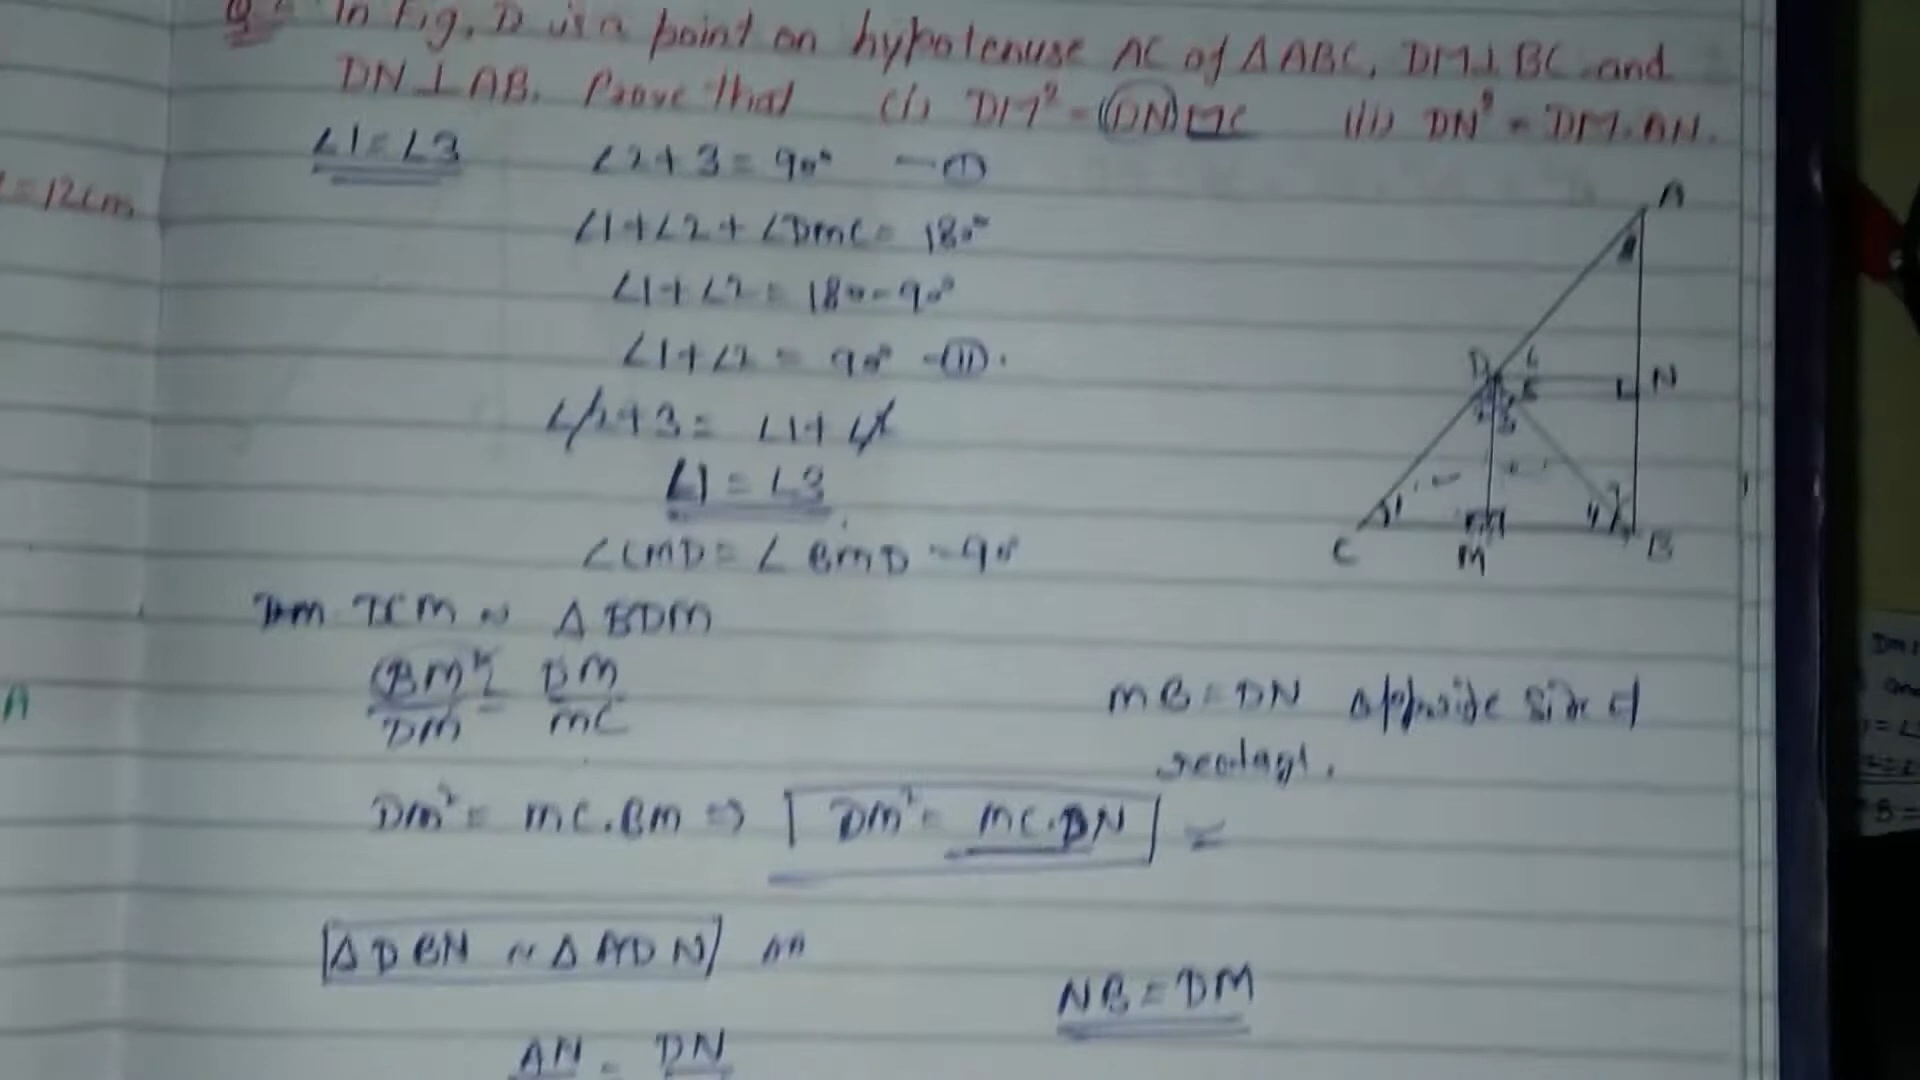 In Fig, D is a point on hypotenuse AC of ΔABC, DM⊥BC and
DN⊥AB. Prove that (i) DM² = DN.MC (ii) DN² = DM.AN.
∠1=∠3 ∠2+3=90° -(I)
l=12cm
∠1+∠2+∠DMC=180°
∠1+∠2=180-90°
∠1+∠2=90° -(II).
∠2+3=∠1+∠2
∠1=∠3
∠CMD=∠BMD=90°
A
D
N
C
M
B
~ ΔBDM
BM = DM
DM MC
MB=DN opposite side of
DM²=MC.BM ⇒ DM²=MC.DN
ΔDBN ~ ΔADN AA
NB=DM
AN = DN
A